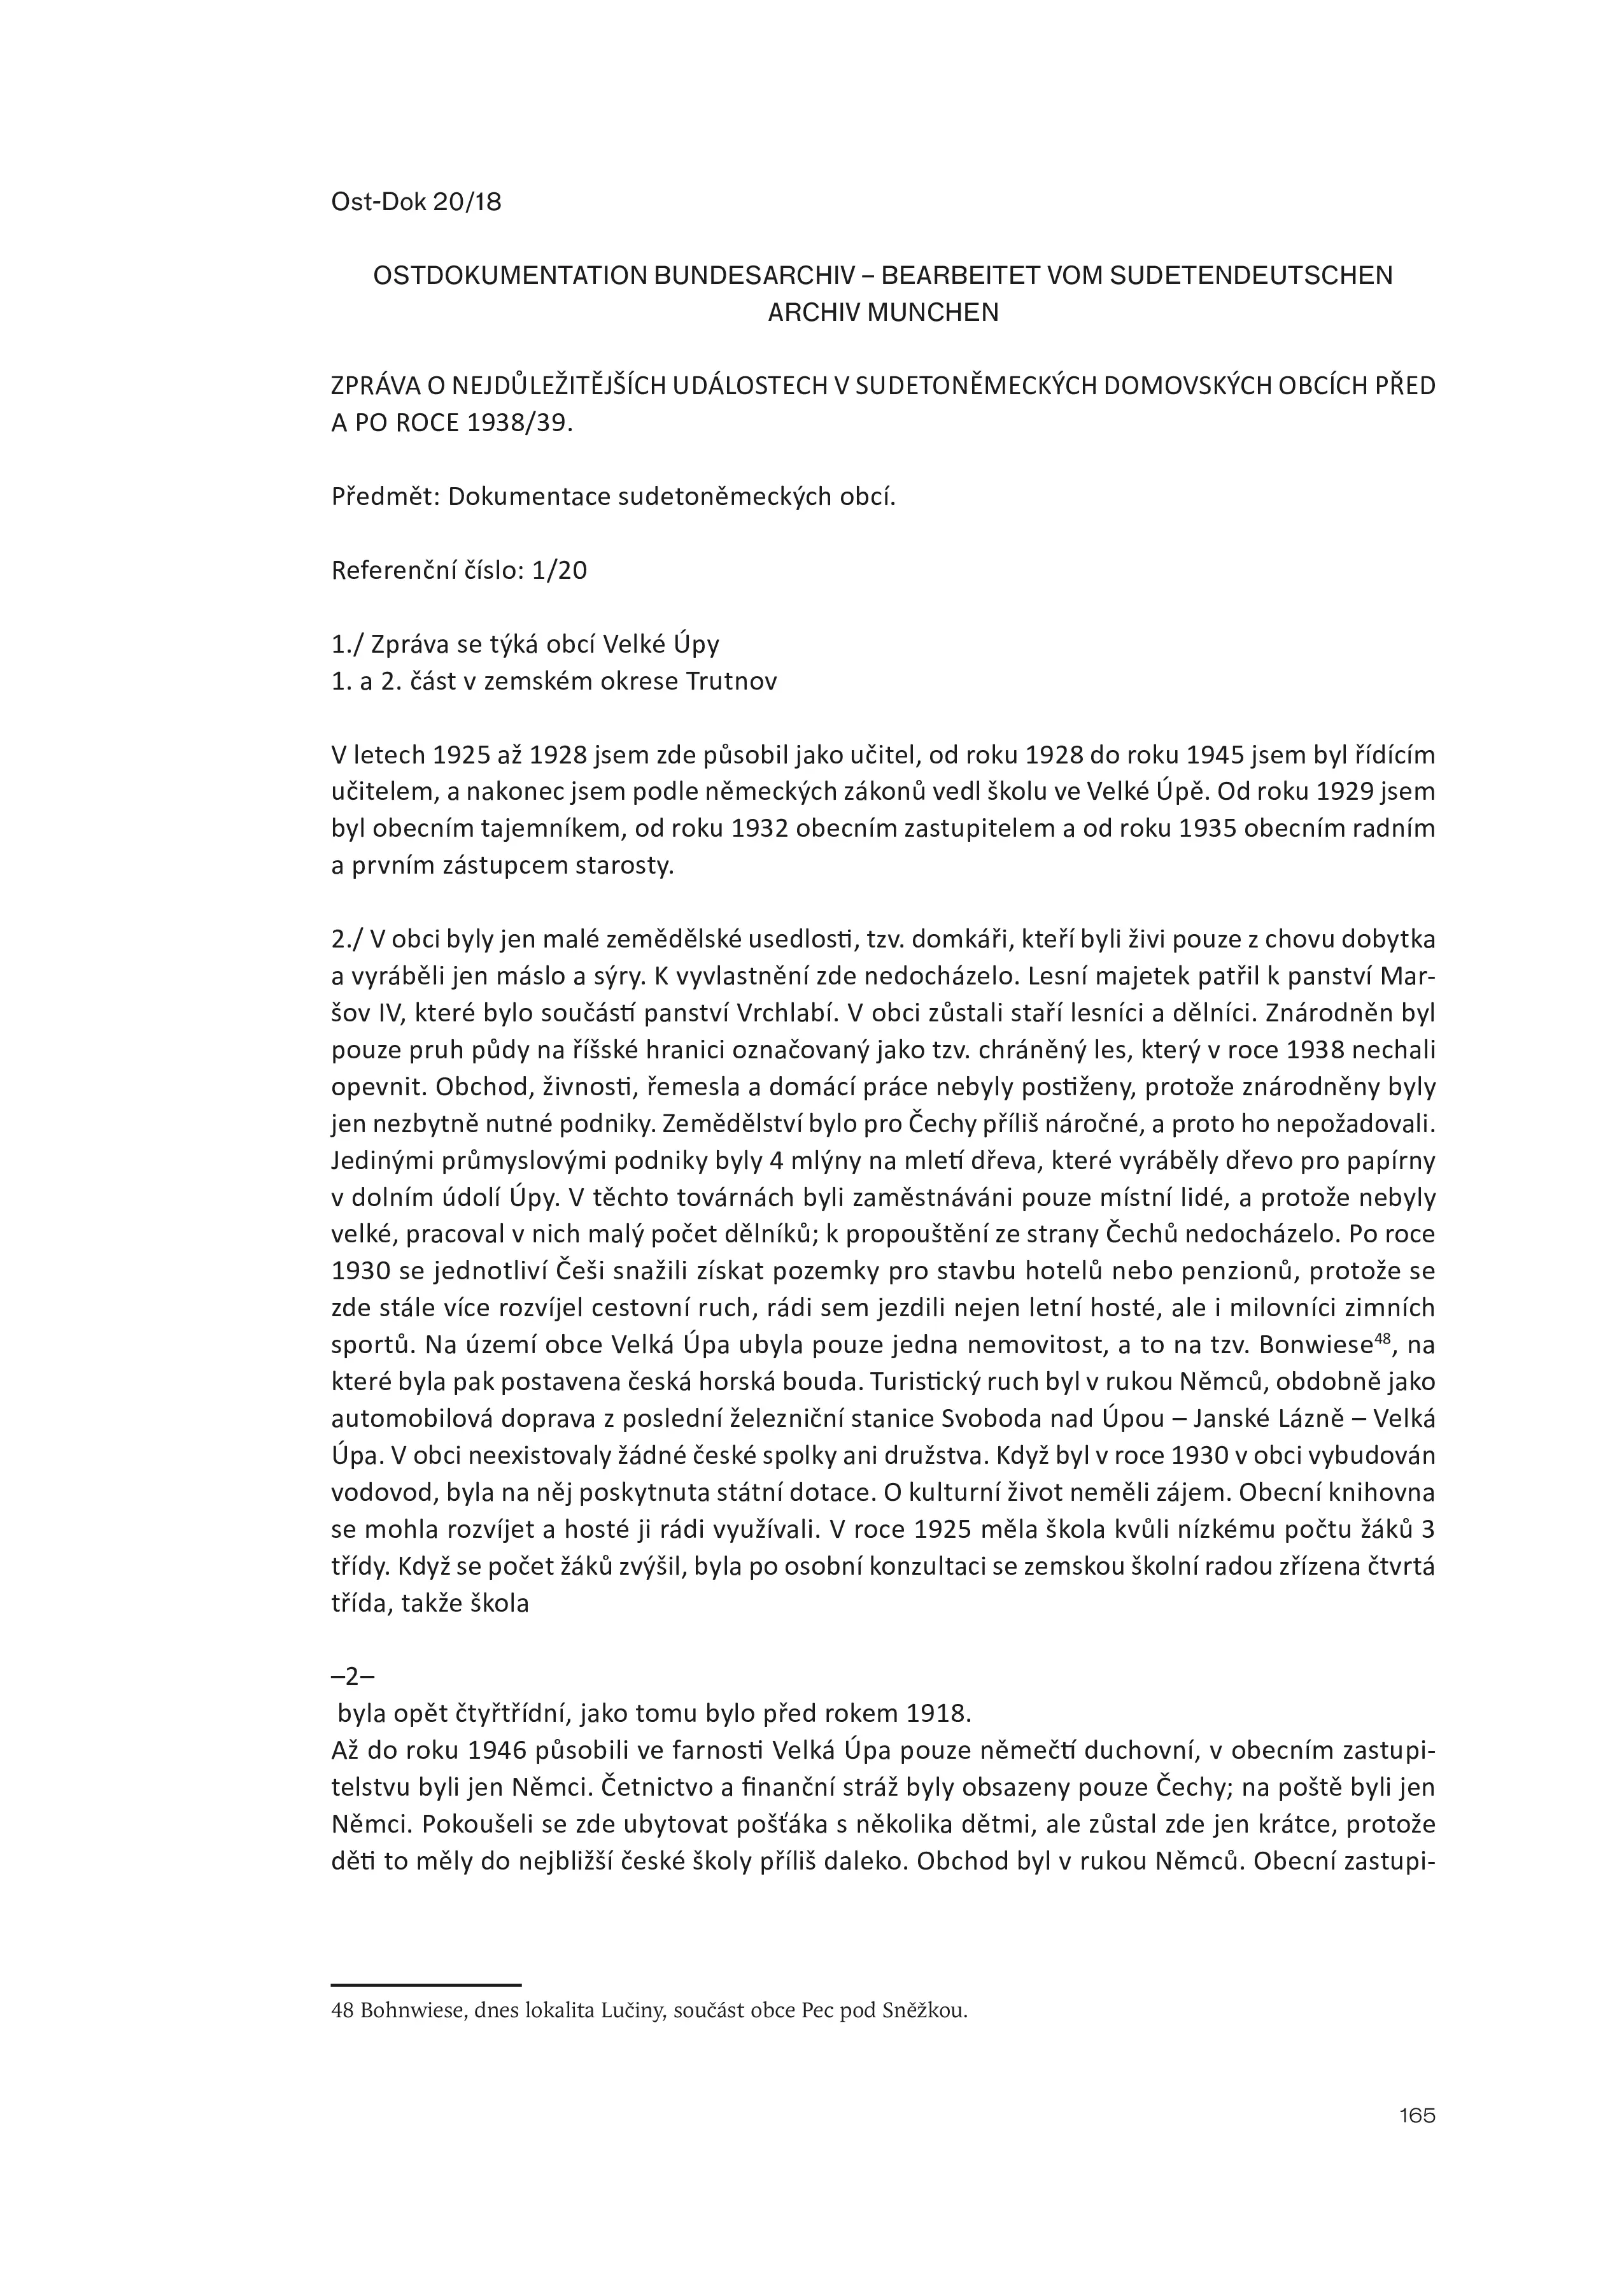 Ost-Dok 20/18
OSTDOKUMENTATION BUNDESARCHIV – BEARBEITET VOM SUDETENDEUTSCHEN
ARCHIV MUNCHEN
ZPRÁVA O NEJDŮLEŽITĚJŠÍCH UDÁLOSTECH V SUDETONĚMECKÝCH DOMOVSKÝCH OBCÍCH PŘED
A PO ROCE 1938/39.
Předmět: Dokumentace sudetoněmeckých obcí.
Referenční číslo: 1/20
1./ Zpráva se týká obcí Velké Úpy
1. a 2. část v zemském okrese Trutnov
V letech 1925 až 1928 jsem zde působil jako učitel, od roku 1928 do roku 1945 jsem byl řídícím
učitelem, a nakonec jsem podle německých zákonů vedl školu ve Velké Úpě. Od roku 1929 jsem
byl obecním tajemníkem, od roku 1932 obecním zastupitelem a od roku 1935 obecním radním
a prvním zástupcem starosty.
2./ V obci byly jen malé zemědělské usedlosti, tzv. domkáři, kteří byli živi pouze z chovu dobytka
a vyráběli jen máslo a sýry. K vyvlastnění zde nedocházelo. Lesní majetek patřil k panství Mar-
šov IV, které bylo součástí panství Vrchlabí. V obci zůstali staří lesníci a dělníci. Znárodněn byl
pouze pruh půdy na říšské hranici označovaný jako tzv. chráněný les, který v roce 1938 nechali
opevnit. Obchod, živnosti, řemesla a domácí práce nebyly postiženy, protože znárodněny byly
jen nezbytně nutné podniky. Zemědělství bylo pro Čechy příliš náročné, a proto ho nepožadovali.
Jedinými průmyslovými podniky byly 4 mlýny na mletí dřeva, které vyráběly dřevo pro papírny
v dolním údolí Úpy. V těchto továrnách byli zaměstnáváni pouze místní lidé, a protože nebyly
velké, pracoval v nich malý počet dělníků; k propouštění ze strany Čechů nedocházelo. Po roce
1930 se jednotliví Češi snažili získat pozemky pro stavbu hotelů nebo penzionů, protože se
zde stále více rozvíjel cestovní ruch, rádi sem jezdili nejen letní hosté, ale i milovníci zimních
sportů. Na území obce Velká Úpa ubyla pouze jedna nemovitost, a to na tzv. Bonwiese48, na
které byla pak postavena česká horská bouda. Turistický ruch byl v rukou Němců, obdobně jako
automobilová doprava z poslední železniční stanice Svoboda nad Úpou – Janské Lázně – Velká
Úpa. V obci neexistovaly žádné české spolky ani družstva. Když byl v roce 1930 v obci vybudován
vodovod, byla na něj poskytnuta státní dotace. O kulturní život neměli zájem. Obecní knihovna
se mohla rozvíjet a hosté ji rádi využívali. V roce 1925 měla škola kvůli nízkému počtu žáků 3
třídy. Když se počet žáků zvýšil, byla po osobní konzultaci se zemskou školní radou zřízena čtvrtá
třída, takže škola
–2–
byla opět čtyřtřídní, jako tomu bylo před rokem 1918.
Až do roku 1946 působili ve farnosti Velká Úpa pouze němečtí duchovní, v obecním zastupi-
telstvu byli jen Němci. Četnictvo a finanční stráž byly obsazeny pouze Čechy; na poště byli jen
Němci. Pokoušeli se zde ubytovat pošťáka s několika dětmi, ale zůstal zde jen krátce, protože
děti to měly do nejbližší české školy příliš daleko. Obchod byl v rukou Němců. Obecní zastupi-
48 Bohnwiese, dnes lokalita Lučiny, součást obce Pec pod Sněžkou.
165